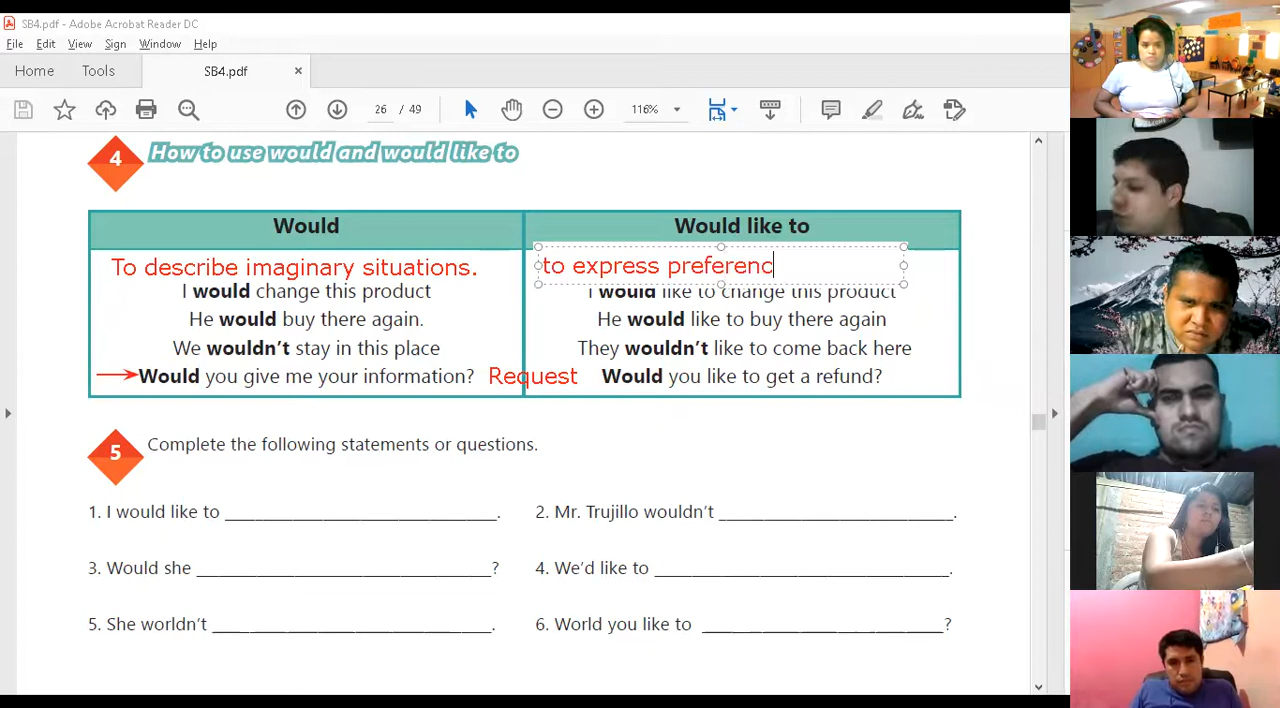 SB4.pdf - Adobe Acrobat Reader DC
File Edit View Sign Window Help
Home Tools SB4.pdf ×
26 / 49 116%
4 How to use would and would like to
Would Would like to
To describe imaginary situations. to express preferenc
I would change this product I would like to change this product
He would buy there again. He would like to buy there again
We wouldn't stay in this place They wouldn't like to come back here
Would you give me your information? Request Would you like to get a refund?
5 Complete the following statements or questions.
1. I would like to ______________________________. 2. Mr. Trujillo wouldn't __________________________.
3. Would she ________________________________? 4. We'd like to ________________________________.
5. She worldn't ______________________________. 6. World you like to __________________________?